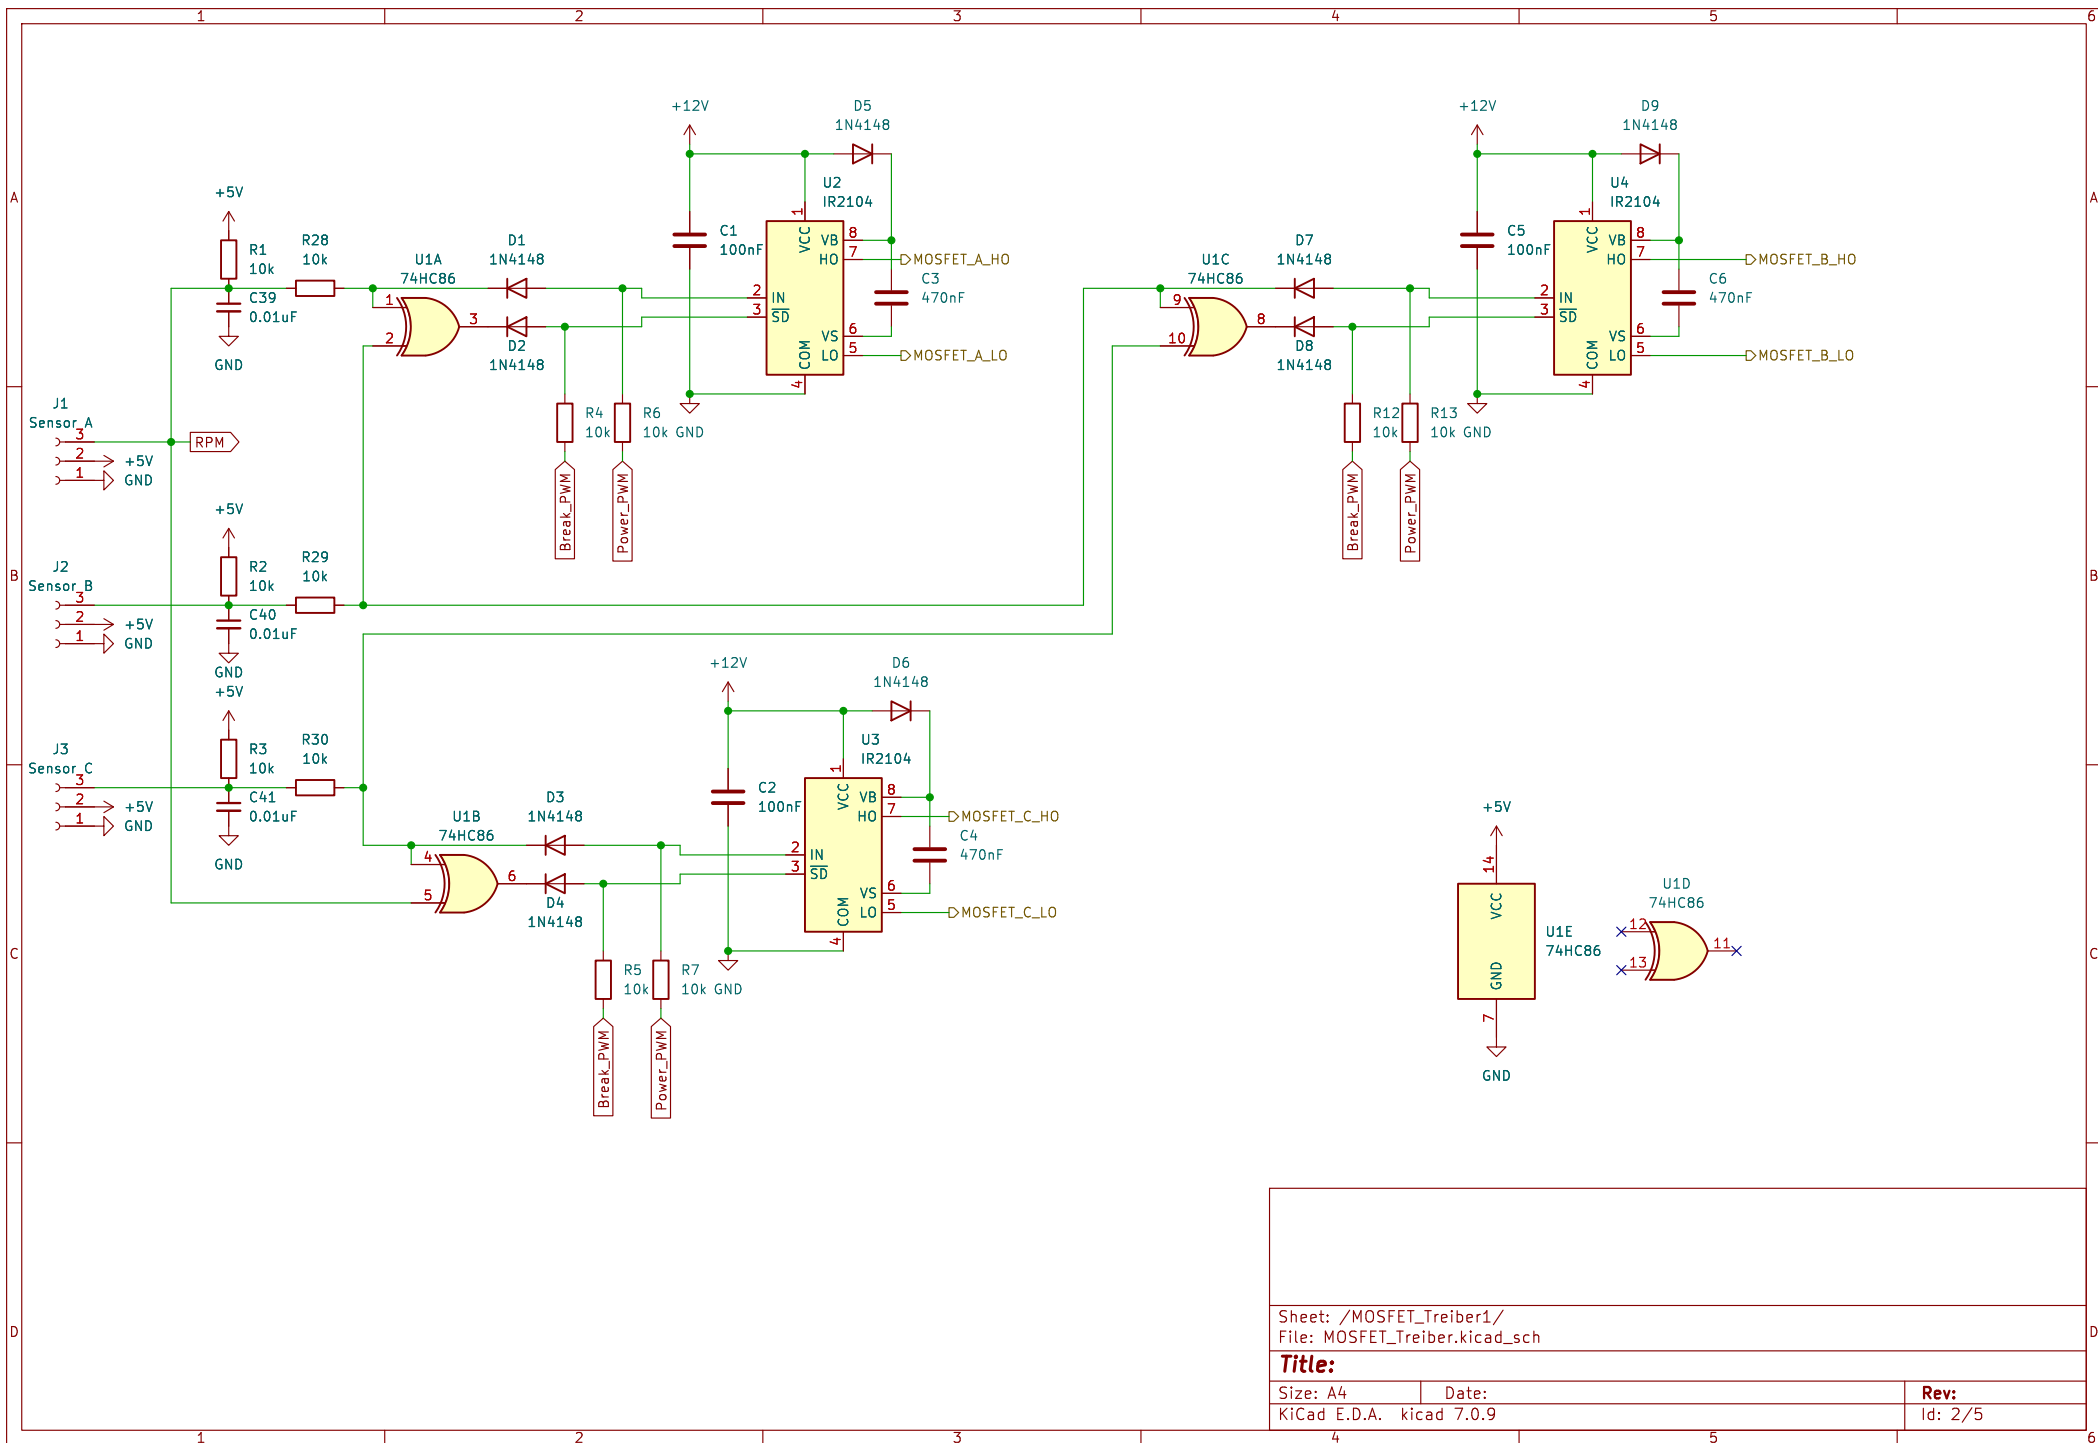 1 2 3 4 5 6
A
B
C
D
+5V
R1
10k
C39
0.01uF
GND
R28
10k
U1A
74HC86
1
2
3
D1
1N4148
D2
1N4148
+12V
D5
1N4148
U2
IR2104
C1
100nF
1
VCC
VB 8
HO 7
2 IN
3 SD
VS 6
LO 5
COM
4
MOSFET_A_HO
C3
470nF
MOSFET_A_LO
R4
10k
R6
10k
GND
Break_PWM
Power_PWM
U1C
74HC86
9
10
8
D7
1N4148
D8
1N4148
+12V
D9
1N4148
U4
IR2104
C5
100nF
1
VCC
VB 8
HO 7
2 IN
3 SD
VS 6
LO 5
COM
4
MOSFET_B_HO
C6
470nF
MOSFET_B_LO
R12
10k
R13
10k
GND
Break_PWM
Power_PWM
J1
Sensor_A
3
2
1
+5V
GND
RPM
+5V
R2
10k
C40
0.01uF
GND
R29
10k
J2
Sensor_B
3
2
1
+5V
GND
+5V
R3
10k
C41
0.01uF
GND
R30
10k
J3
Sensor_C
3
2
1
+5V
GND
U1B
74HC86
4
5
6
D3
1N4148
D4
1N4148
+12V
D6
1N4148
U3
IR2104
C2
100nF
1
VCC
VB 8
HO 7
2 IN
3 SD
VS 6
LO 5
COM
4
MOSFET_C_HO
C4
470nF
MOSFET_C_LO
R5
10k
R7
10k
GND
Break_PWM
Power_PWM
+5V
14
VCC
GND
7
GND
U1E
74HC86
U1D
74HC86
12
13
11
Sheet: /MOSFET_Treiber1/
File: MOSFET_Treiber.kicad_sch
Title:
Size: A4 Date: Rev:
KiCad E.D.A. kicad 7.0.9 Id: 2/5
A
B
C
D
1 2 3 4 5 6